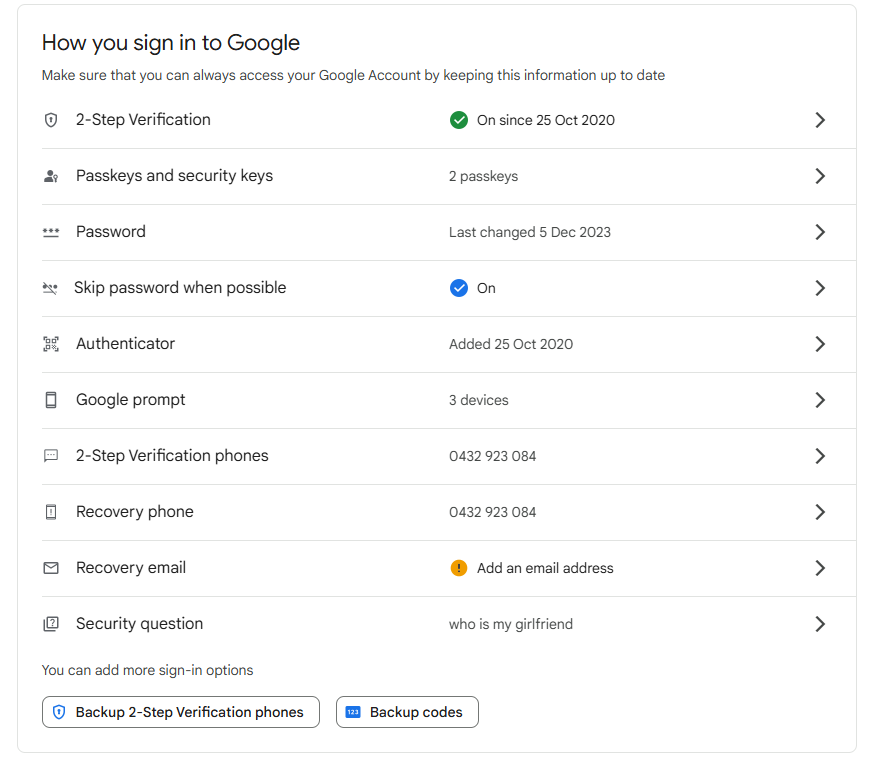 How you sign in to Google
Make sure that you can always access your Google Account by keeping this information up to date
2-Step Verification On since 25 Oct 2020
Passkeys and security keys 2 passkeys
Password Last changed 5 Dec 2023
Skip password when possible On
Authenticator Added 25 Oct 2020
Google prompt 3 devices
2-Step Verification phones 0432 923 084
Recovery phone 0432 923 084
Recovery email Add an email address
Security question who is my girlfriend
You can add more sign-in options
Backup 2-Step Verification phones 123 Backup codes